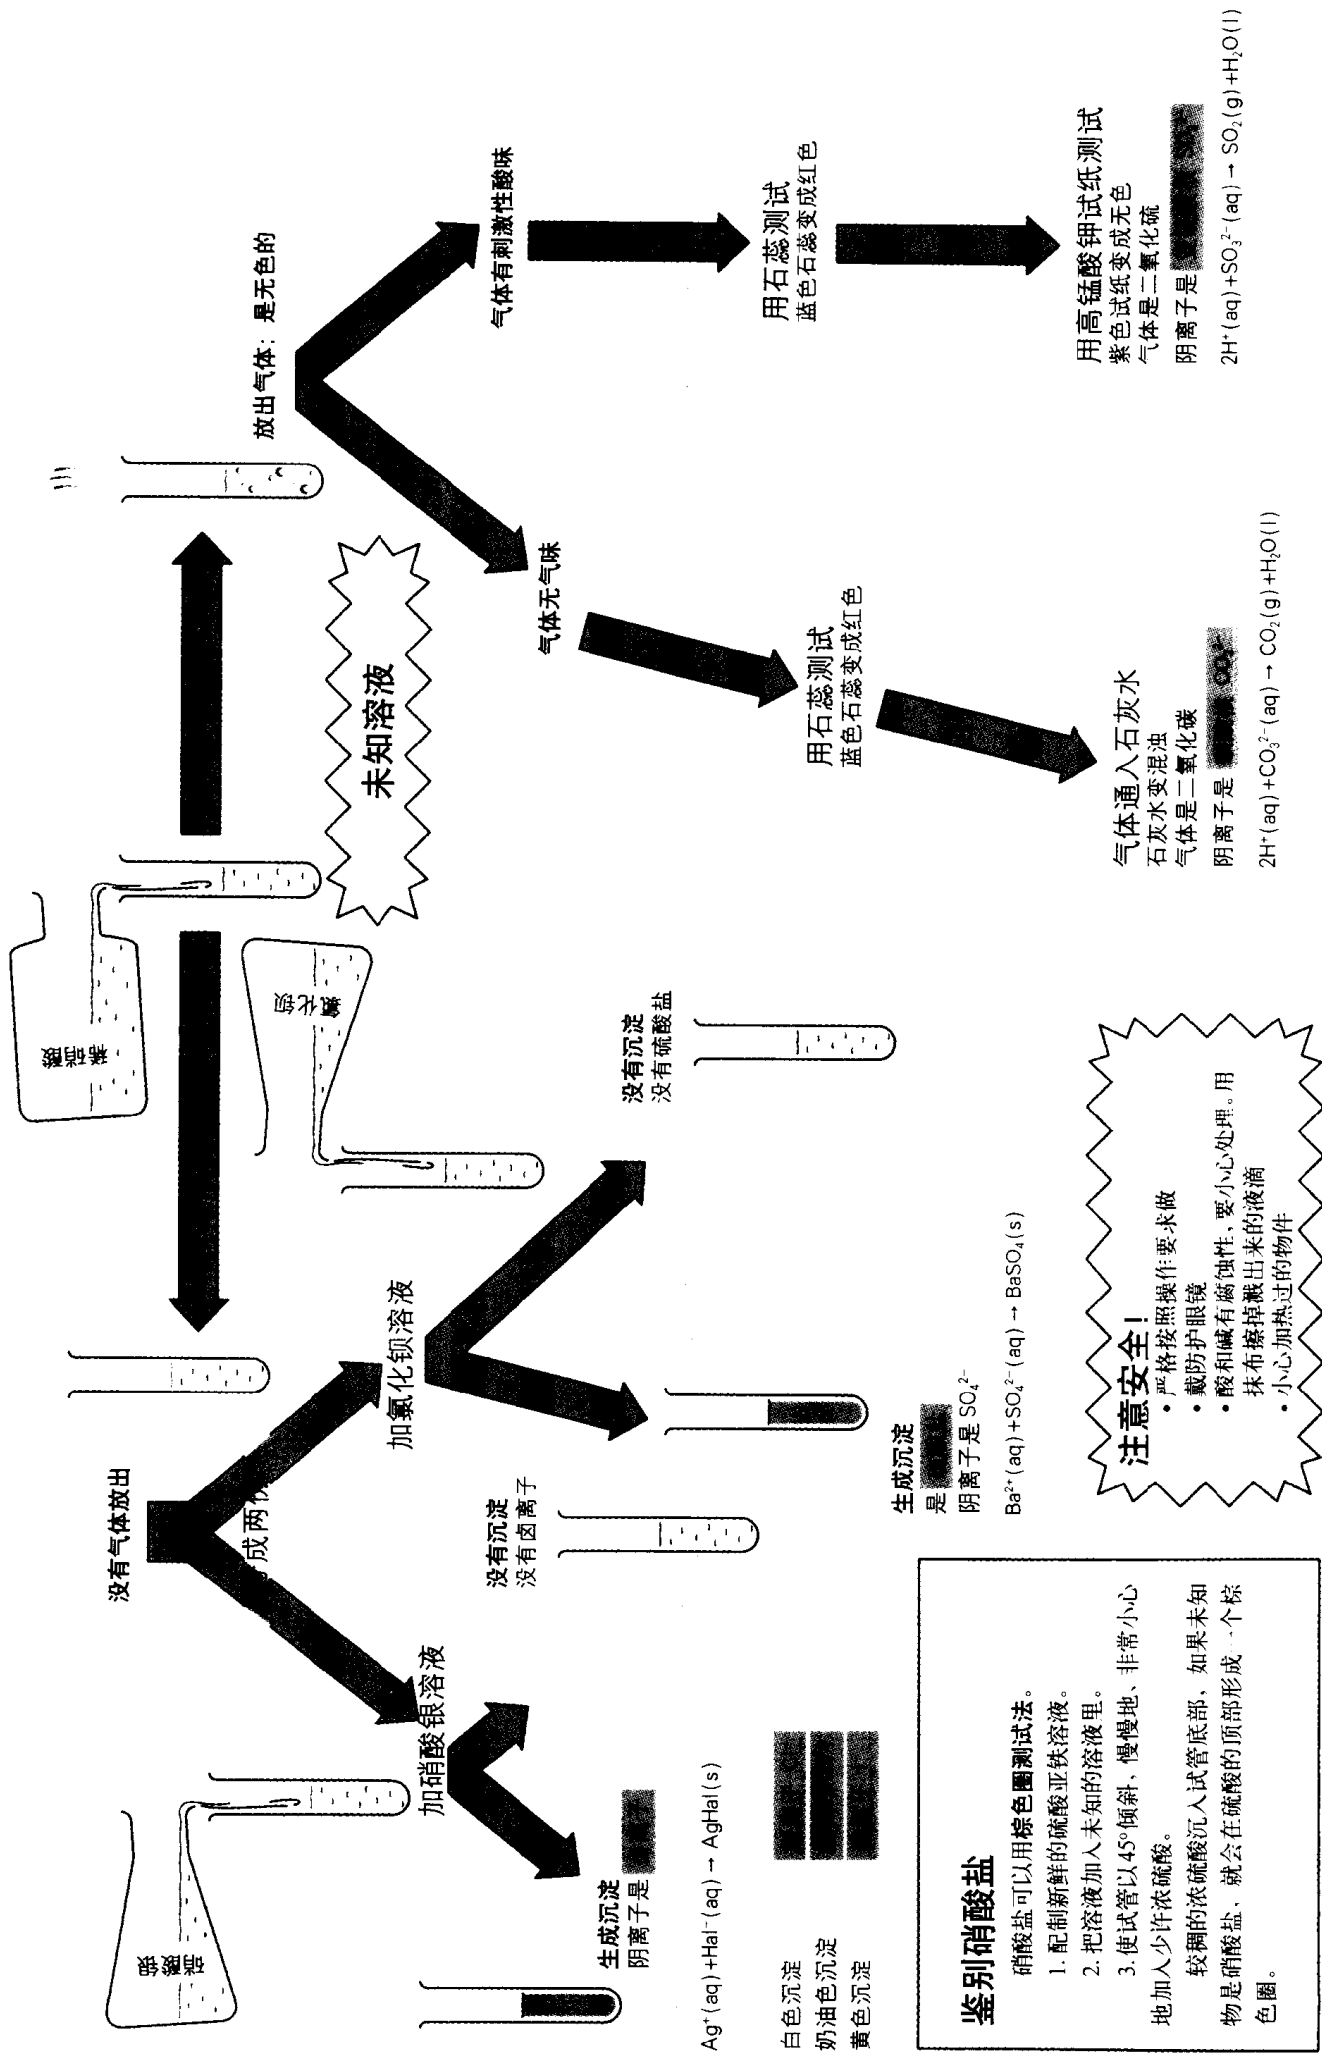 稀硝酸
未知溶液
放出气体：是无色的
气体有刺激性酸味
用石蕊测试
蓝色石蕊变成红色
用高锰酸钾试纸测试
紫色试纸变成无色
气体是二氧化硫
阴离子是
2H⁺(aq)+SO₃²⁻(aq) → SO₂(g)+H₂O(l)
气体无气味
用石蕊测试
蓝色石蕊变成红色
气体通入石灰水
石灰水变混浊
气体是二氧化碳
阴离子是 CO₃²⁻
2H⁺(aq)+CO₃²⁻(aq) → CO₂(g)+H₂O(l)
没有气体放出
成两
氯化钡
加氯化钡溶液
没有沉淀
没有硫酸盐
生成沉淀
是
阴离子是 SO₄²⁻
Ba²⁺(aq)+SO₄²⁻(aq) → BaSO₄(s)
硝酸银
加硝酸银溶液
没有沉淀
没有卤离子
生成沉淀
阴离子是
Ag⁺(aq)+Hal⁻(aq) → AgHal(s)
白色沉淀
奶油色沉淀
黄色沉淀
注意安全！
• 严格按照操作要求做
• 戴防护眼镜
• 酸和碱有腐蚀性，要小心处理。用
抹布擦掉溅出来的液滴
• 小心加热过的物件
鉴别硝酸盐
硝酸盐可以用棕色圈测试法。
1. 配制新鲜的硫酸亚铁溶液。
2. 把溶液加入未知的溶液里。
3. 使试管以45°倾斜，慢慢地、非常小心
地加入少许浓硫酸。
较稠的浓硫酸沉入试管底部，如果未知
物是硝酸盐，就会在硫酸的顶部形成一个棕
色圈。